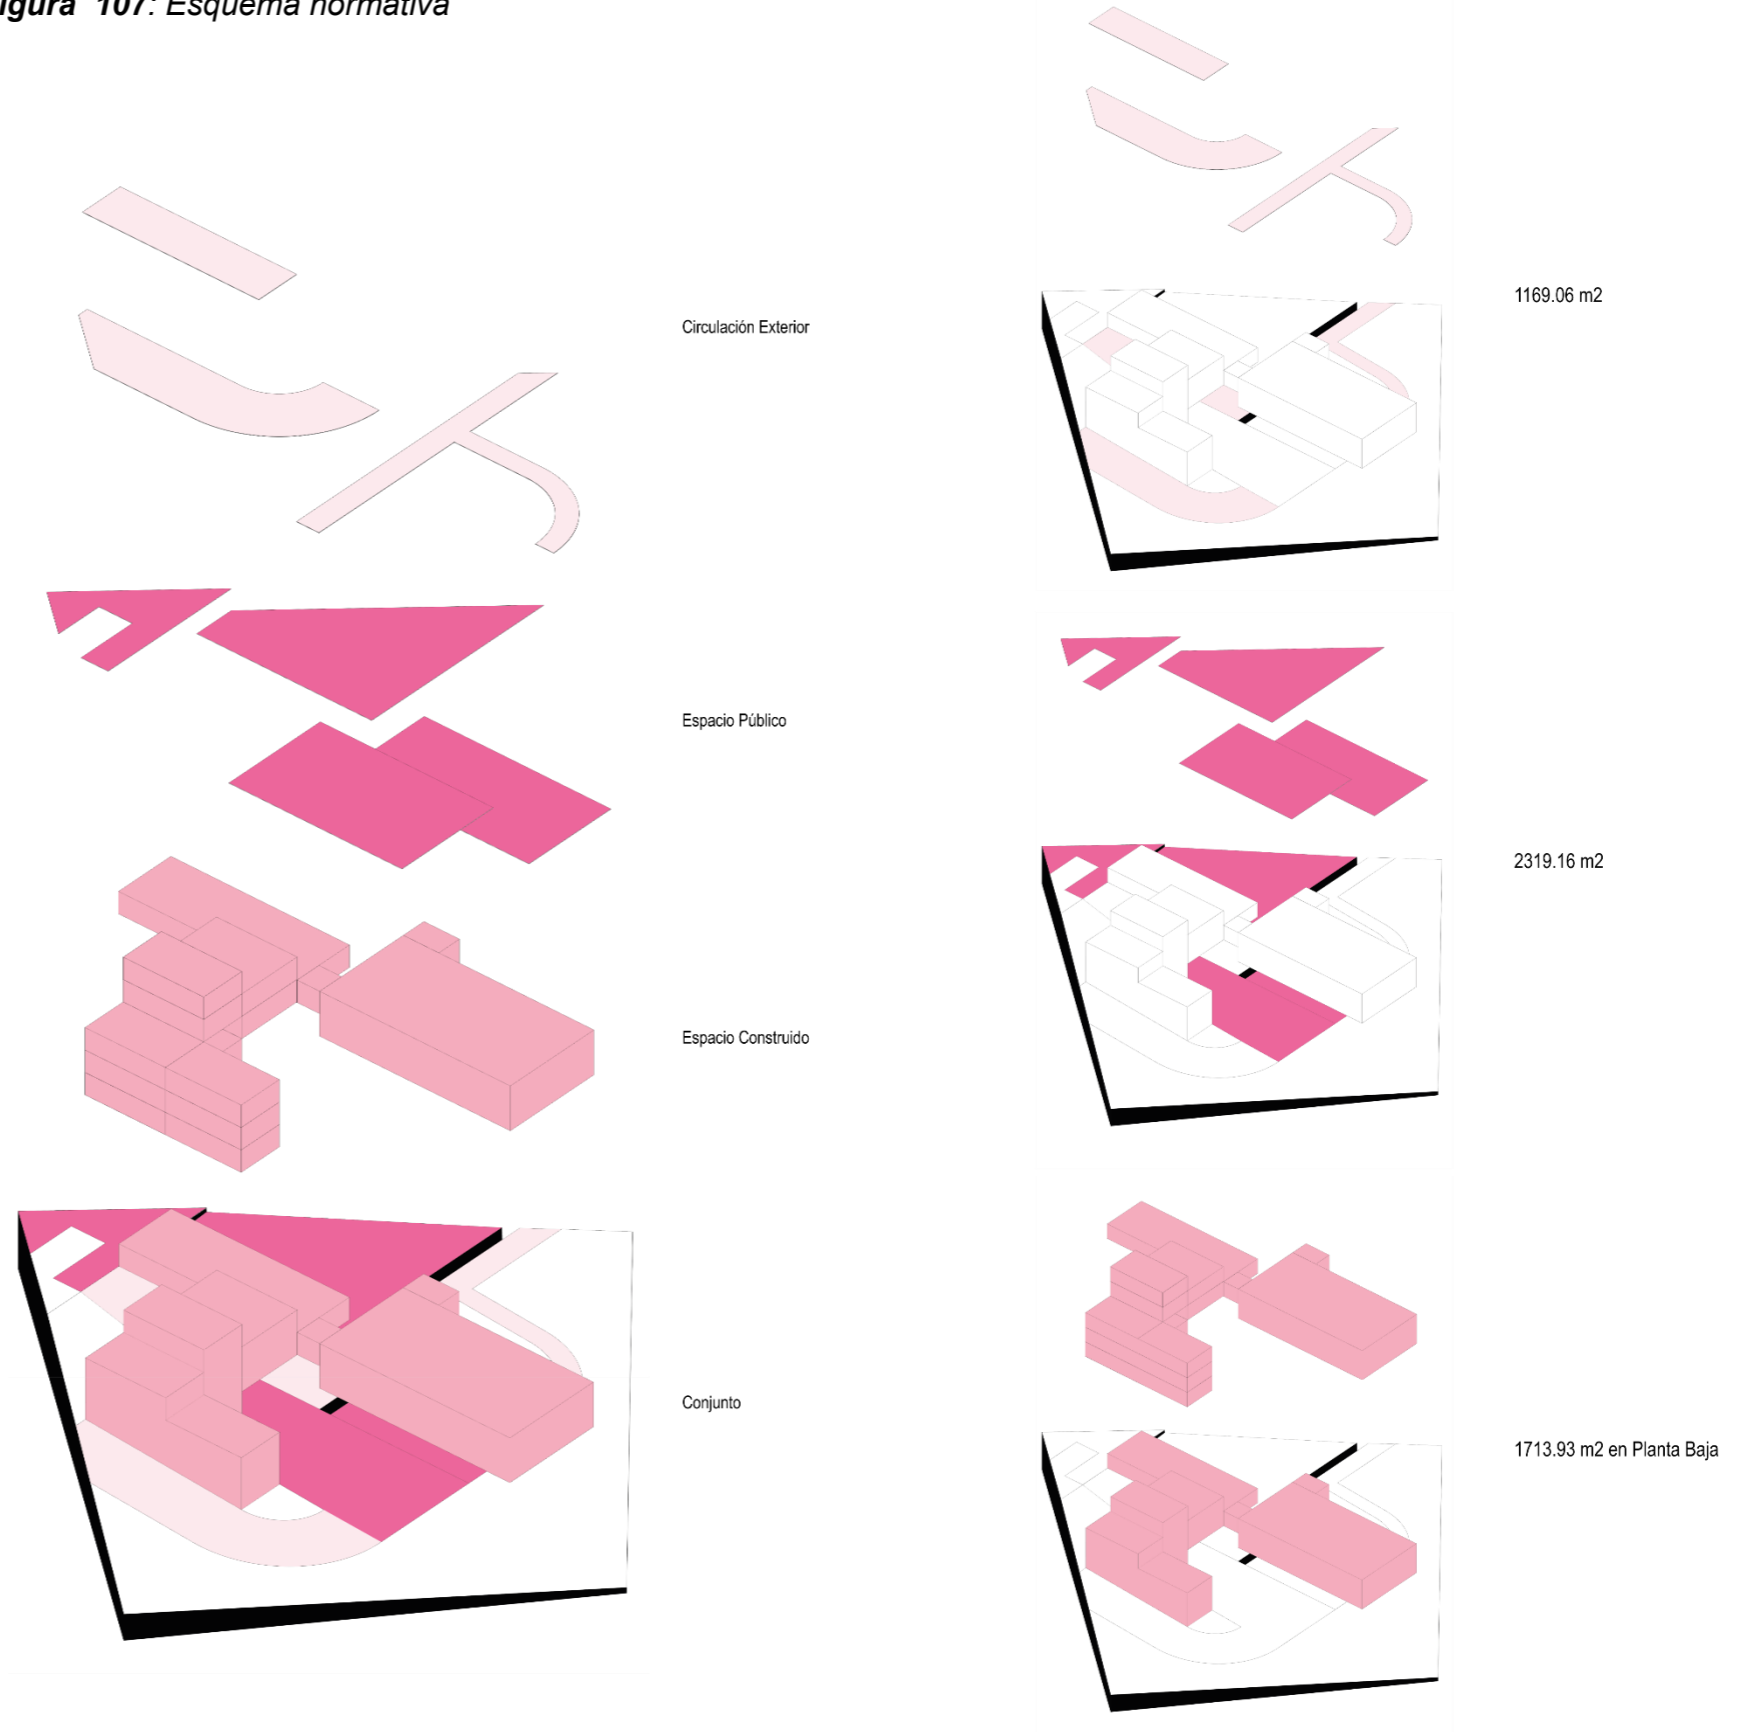 igura 107: Esquema normativa
Circulación Exterior
1169.06 m2
Espacio Público
2319.16 m2
Espacio Construido
Conjunto
1713.93 m2 en Planta Baja